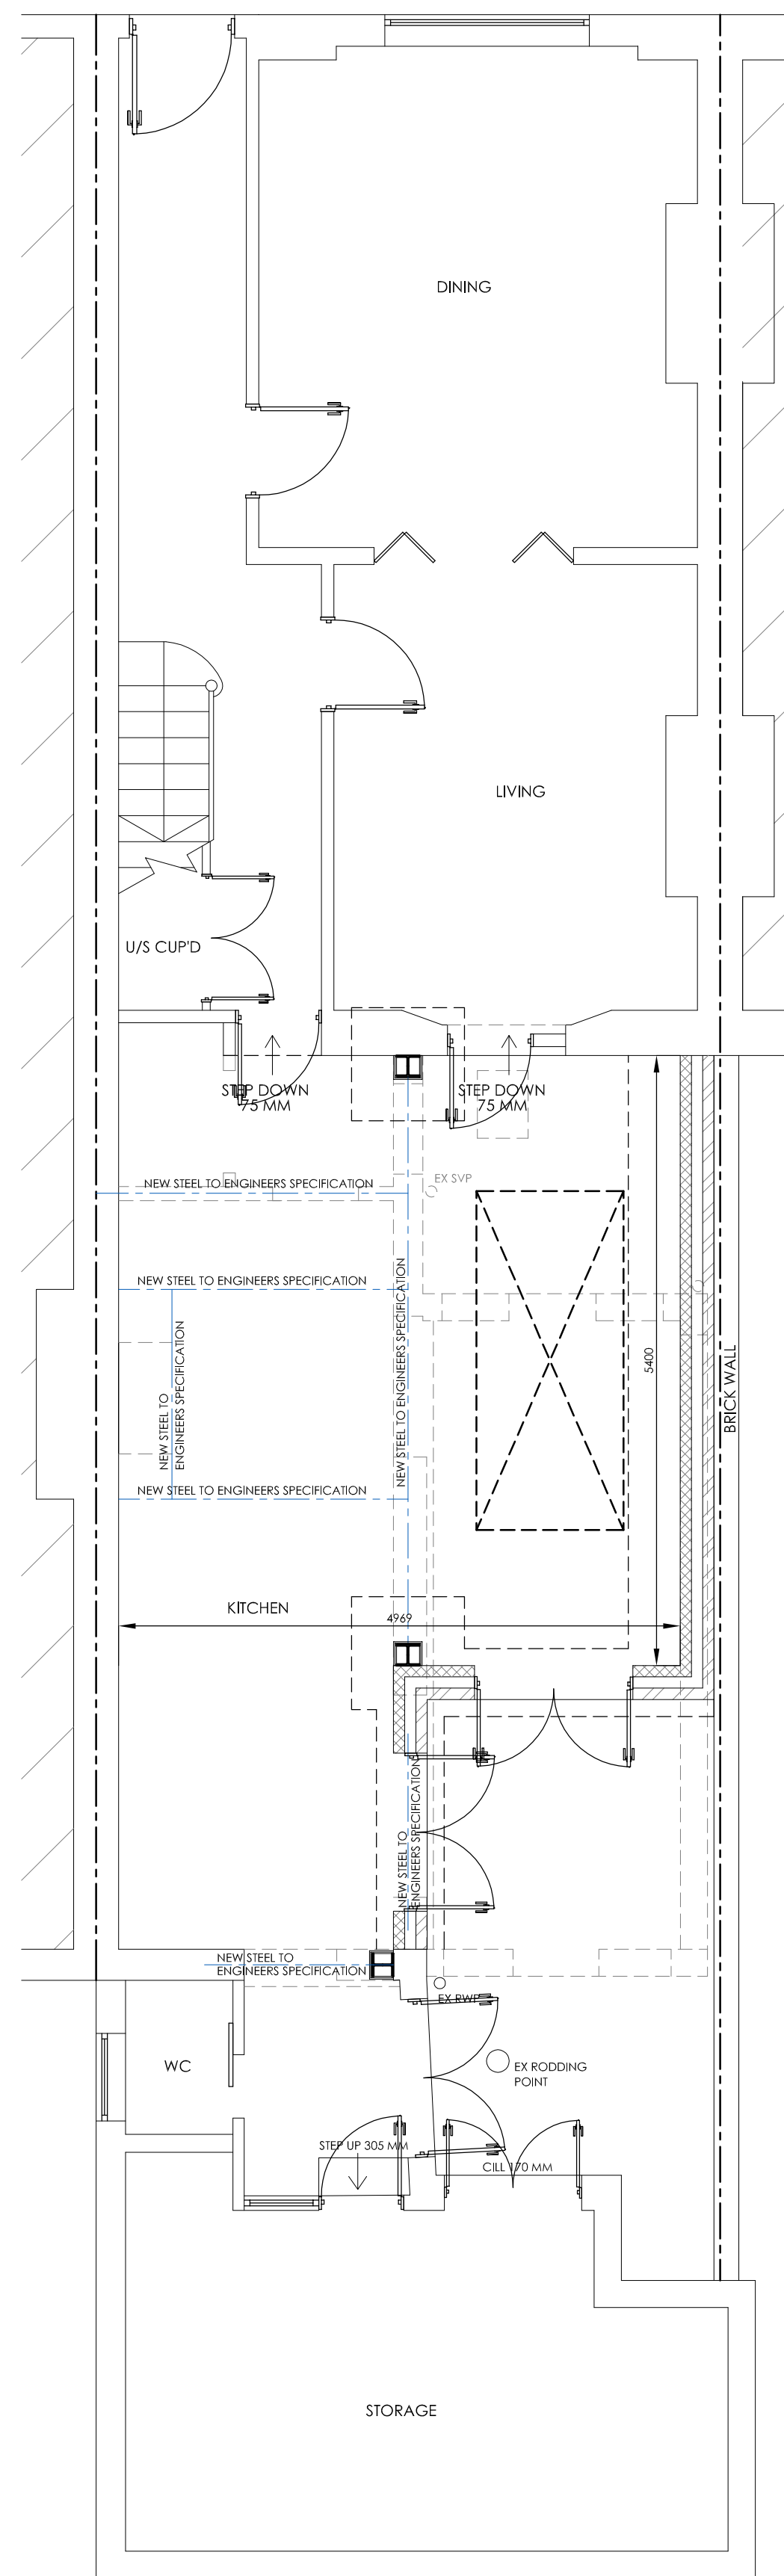 DINING
LIVING
U/S CUP'D
STEP DOWN
75 MM
STEP DOWN
75 MM
EX SVP
NEW STEEL TO ENGINEERS SPECIFICATION
NEW STEEL TO ENGINEERS SPECIFICATION
NEW STEEL TO ENGINEERS SPECIFICATION
NEW STEEL TO
ENGINEERS SPECIFICATION
5400
BRICK WALL
NEW STEEL TO ENGINEERS SPECIFICATION
KITCHEN
4969
NEW STEEL TO
ENGINEERS SPECIFICATION
NEW STEEL TO
ENGINEERS SPECIFICATION
EX RWP
WC
EX RODDING
POINT
STEP UP 305 MM
CILL 170 MM
STORAGE